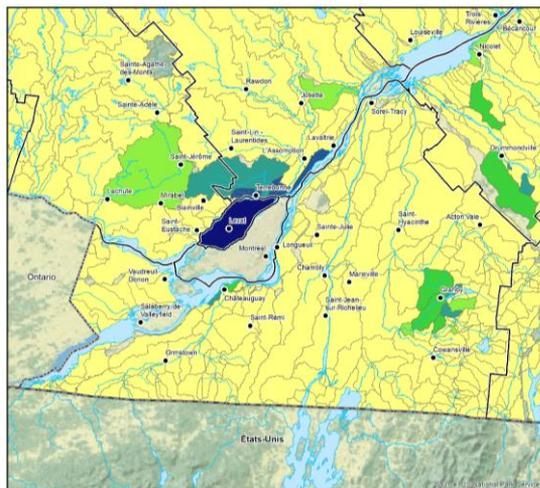 Trois-
Rivières
Bécancour
Louiseville
Nicolet
Sainte-Agathe
des-Monts
Rawdon
Joliette
Sainte-Adèle
Sorel-Tracy
Saint-Lin -
Laurentides
Lavaltrie
L'Assomption
Drummondville
Saint-Jérôme
Lachute
Mirabel
Terrebonne
Blainville
Saint-
Eustache
Laval
Saint-
Hyacinthe
Acton Vale
Sainte-Julie
Montréal
Longueuil
Ontario
Vaudreuil-
Dorion
Chambly
Marieville
Châteauguay
Granby
Salaberry-de-
Valleyfield
Saint-Jean
sur-Richelieu
Saint-Rémi
Ormstown
Cowansville
États-Unis
National Park Service